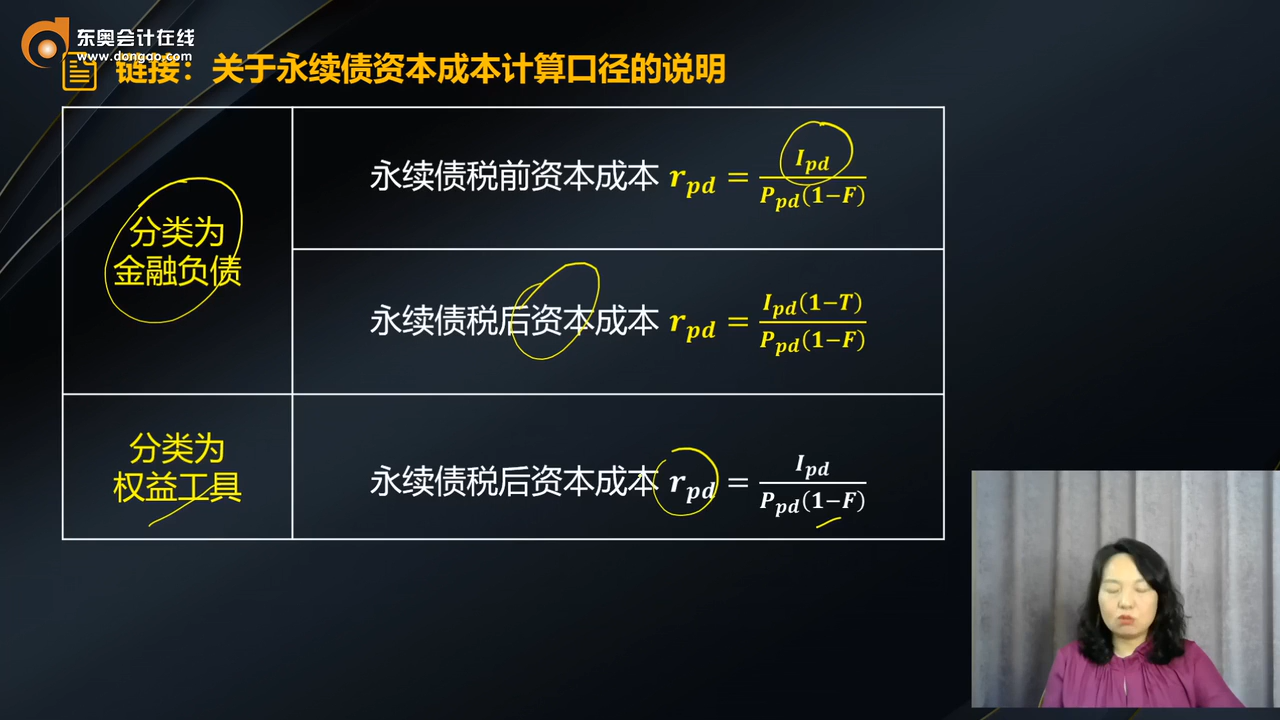 东奥会计在线
www.dongao.com
链接：关于永续债资本成本计算口径的说明
分类为
金融负债
永续债税前资本成本 r_pd = I_pd / P_pd(1−F)
永续债税后资本成本 r_pd = I_pd(1−T) / P_pd(1−F)
分类为
权益工具
永续债税后资本成本 r_pd = I_pd / P_pd(1−F)